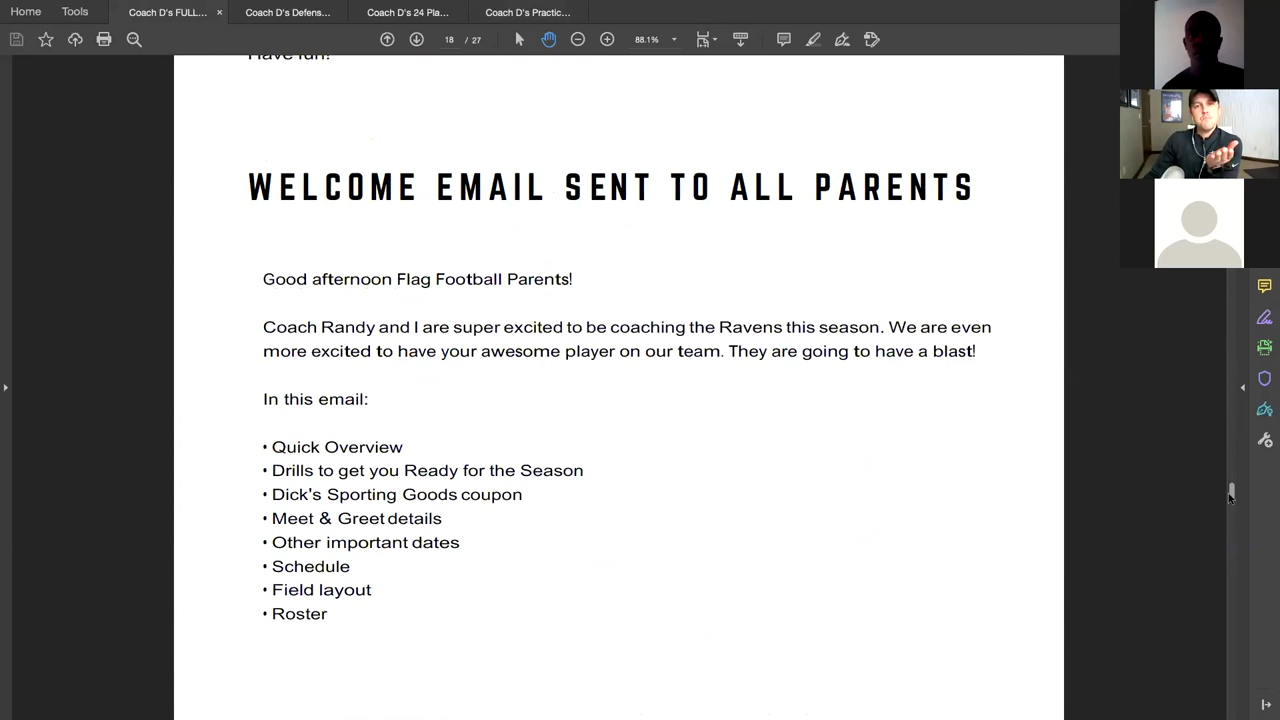 Home
Tools
Coach D's FULL...
×
Coach D's Defens...
Coach D's 24 Pla...
Coach D's Practic...
18 / 27
88.1%
Have fun!
WELCOME EMAIL SENT TO ALL PARENTS
Good afternoon Flag Football Parents!
Coach Randy and I are super excited to be coaching the Ravens this season. We are even
more excited to have your awesome player on our team. They are going to have a blast!
In this email:
• Quick Overview
• Drills to get you Ready for the Season
• Dick's Sporting Goods coupon
• Meet & Greet details
• Other important dates
• Schedule
• Field layout
• Roster